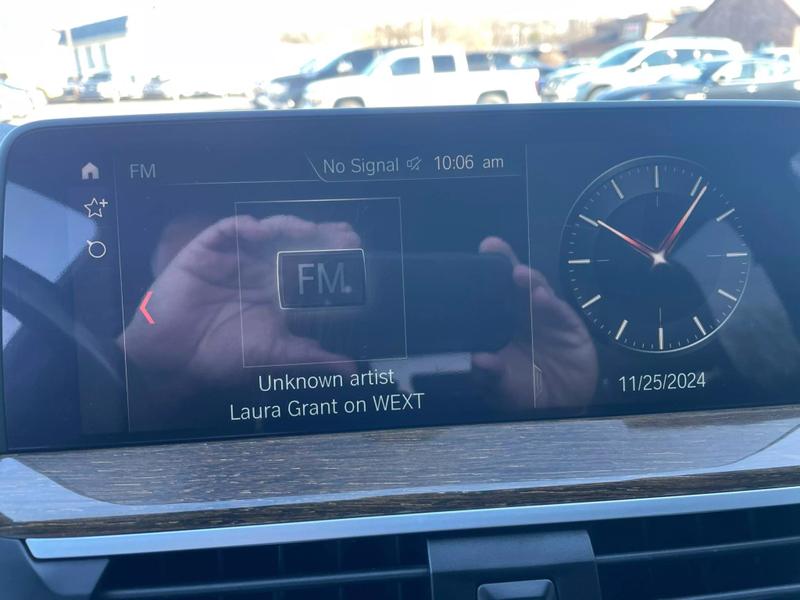 FM
No Signal 10:06 am
FM
Unknown artist
Laura Grant on WEXT
11/25/2024